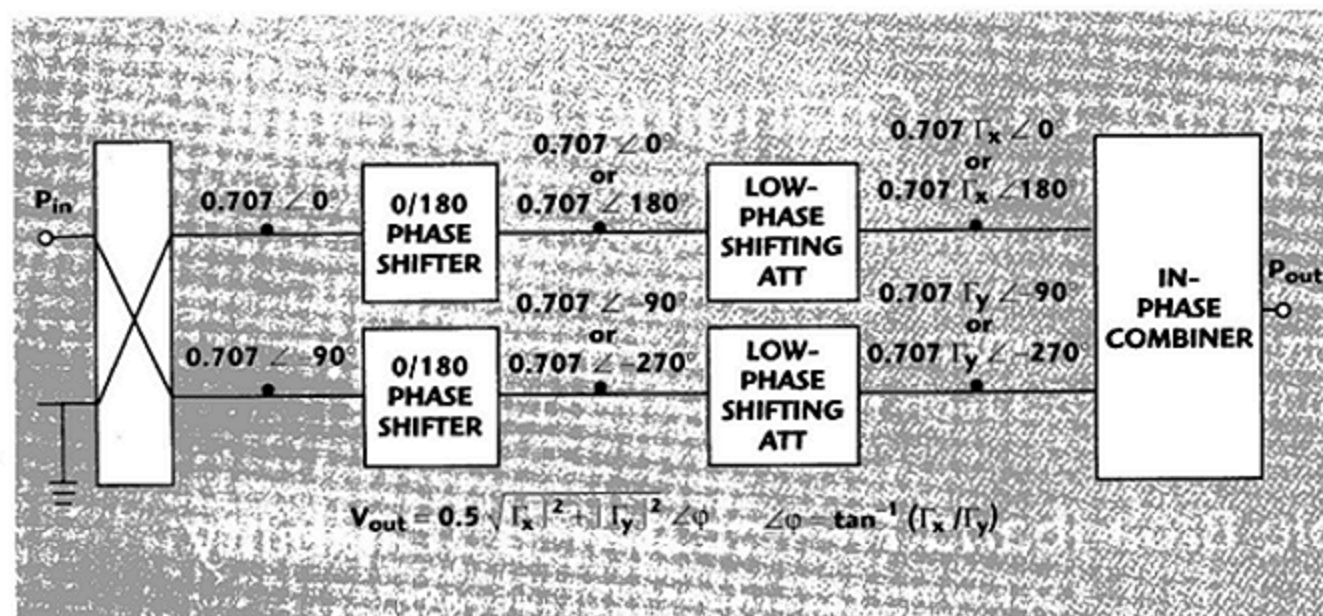 P_in
0.707 ∠0°
0/180
PHASE
SHIFTER
0.707 ∠0°
or
0.707 ∠180°
LOW-
PHASE
SHIFTING
ATT
0.707 Γx ∠0
or
0.707 Γx ∠180
IN-
PHASE
COMBINER
P_out
0.707 ∠-90°
0/180
PHASE
SHIFTER
0.707 ∠-90
or
0.707 ∠-270°
LOW-
PHASE
SHIFTING
ATT
0.707 Γy ∠-90
or
0.707 Γy ∠-270
V_out = 0.5 √|Γx|² + |Γy|² ∠φ ∠φ = tan⁻¹ (Γx/Γy)